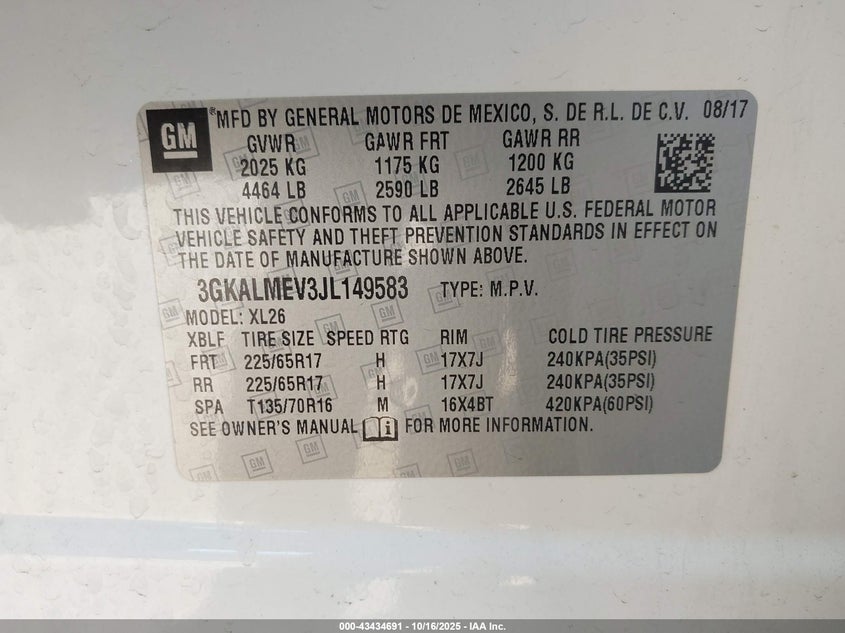 GM ®MFD BY GENERAL MOTORS DE MEXICO, S. DE R.L. DE C.V. 08/17
GVWR GAWR FRT GAWR RR
2025 KG 1175 KG 1200 KG
4464 LB 2590 LB 2645 LB
THIS VEHICLE CONFORMS TO ALL APPLICABLE U.S. FEDERAL MOTOR
VEHICLE SAFETY AND THEFT PREVENTION STANDARDS IN EFFECT ON
THE DATE OF MANUFACTURE SHOWN ABOVE.
3GKALMEV3JL149583 TYPE: M.P.V.
MODEL: XL26
XBLF TIRE SIZE SPEED RTG RIM COLD TIRE PRESSURE
FRT 225/65R17 H 17X7J 240KPA(35PSI)
RR 225/65R17 H 17X7J 240KPA(35PSI)
SPA T135/70R16 M 16X4BT 420KPA(60PSI)
SEE OWNER'S MANUAL i FOR MORE INFORMATION.
000-43434691 - 10/16/2025 - IAA Inc.